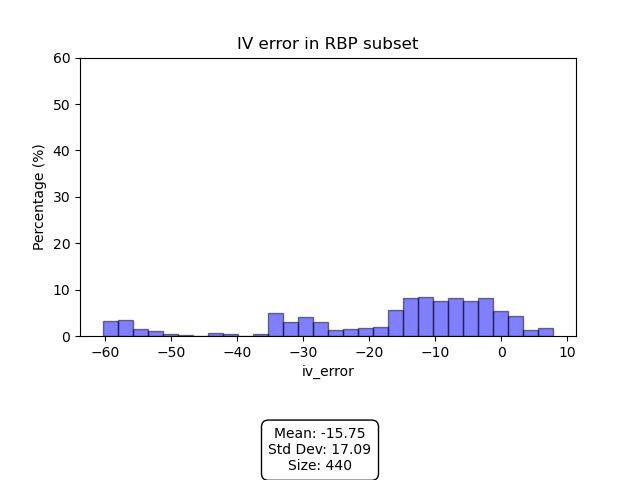 IV error in RBP subset
60
50
40
30
20
10
0
Percentage (%)
−60 −50 −40 −30 −20 −10 0 10
iv_error
Mean: -15.75
Std Dev: 17.09
Size: 440